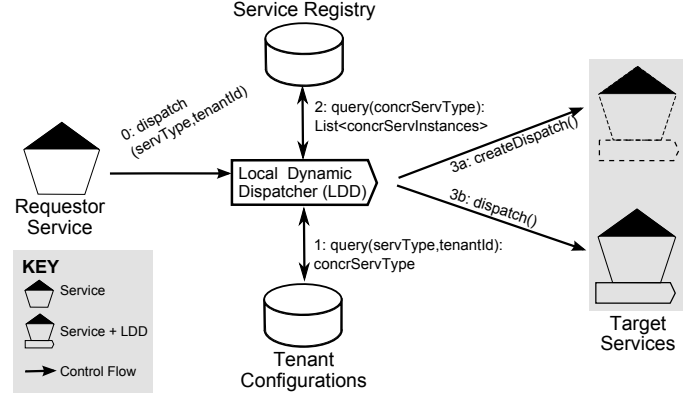 Service Registry
0: dispatch
(servType,tenantId)
2: query(concrServType):
List<concrServInstances>
3a: createDispatch()
Local Dynamic
Dispatcher (LDD)
3b: dispatch()
Requestor
Service
1: query(servType,tenantId):
concrServType
KEY
Service
Service + LDD
Control Flow
Tenant
Configurations
Target
Services